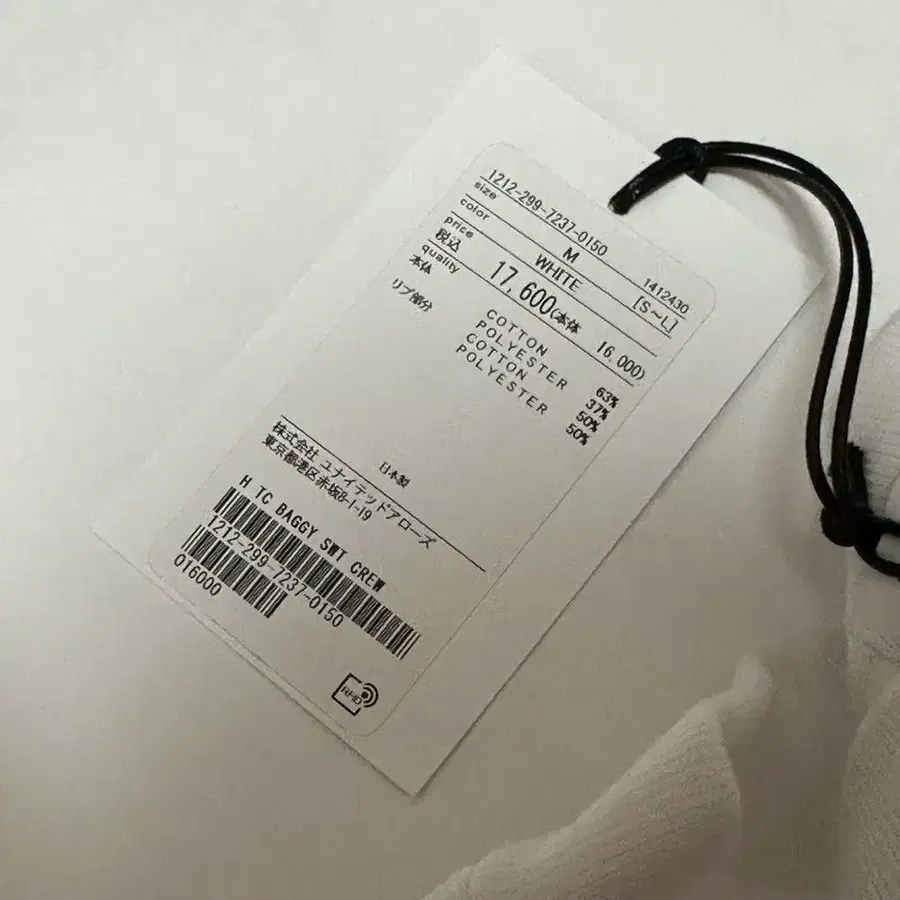 1212-299-7237-0150
size M 1412430
color WHITE [S~L]
price
税込 17,600(本体 16,000)
quality
本体 COTTON 63%
POLYESTER 37%
リブ部分 COTTON 50%
POLYESTER 50%
日本製
株式会社 ユナイテッドアローズ
東京都港区赤坂8-1-19
H TC BAGGY SWT CREW
1212-299-7237-0150
016000
RHD